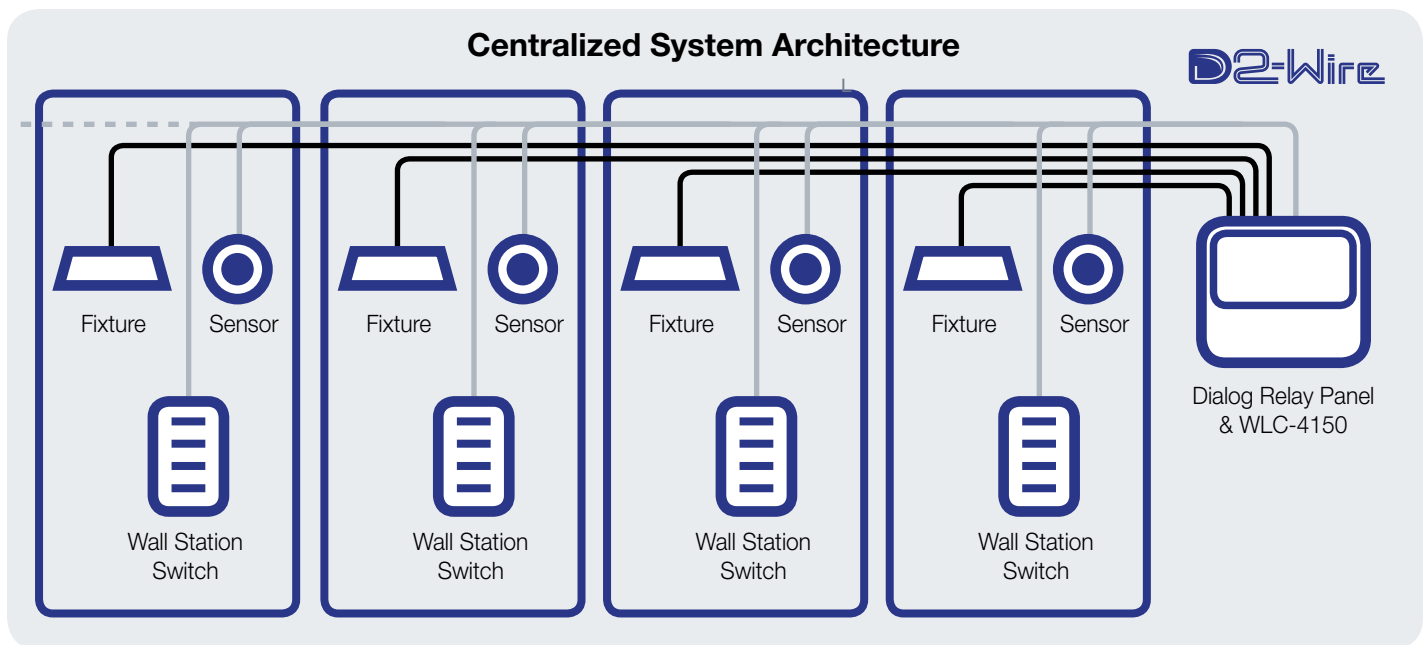 Centralized System Architecture
D2-Wire
Fixture Sensor Fixture Sensor Fixture Sensor Fixture Sensor
Dialog Relay Panel
& WLC-4150
Wall Station Wall Station Wall Station Wall Station
Switch Switch Switch Switch